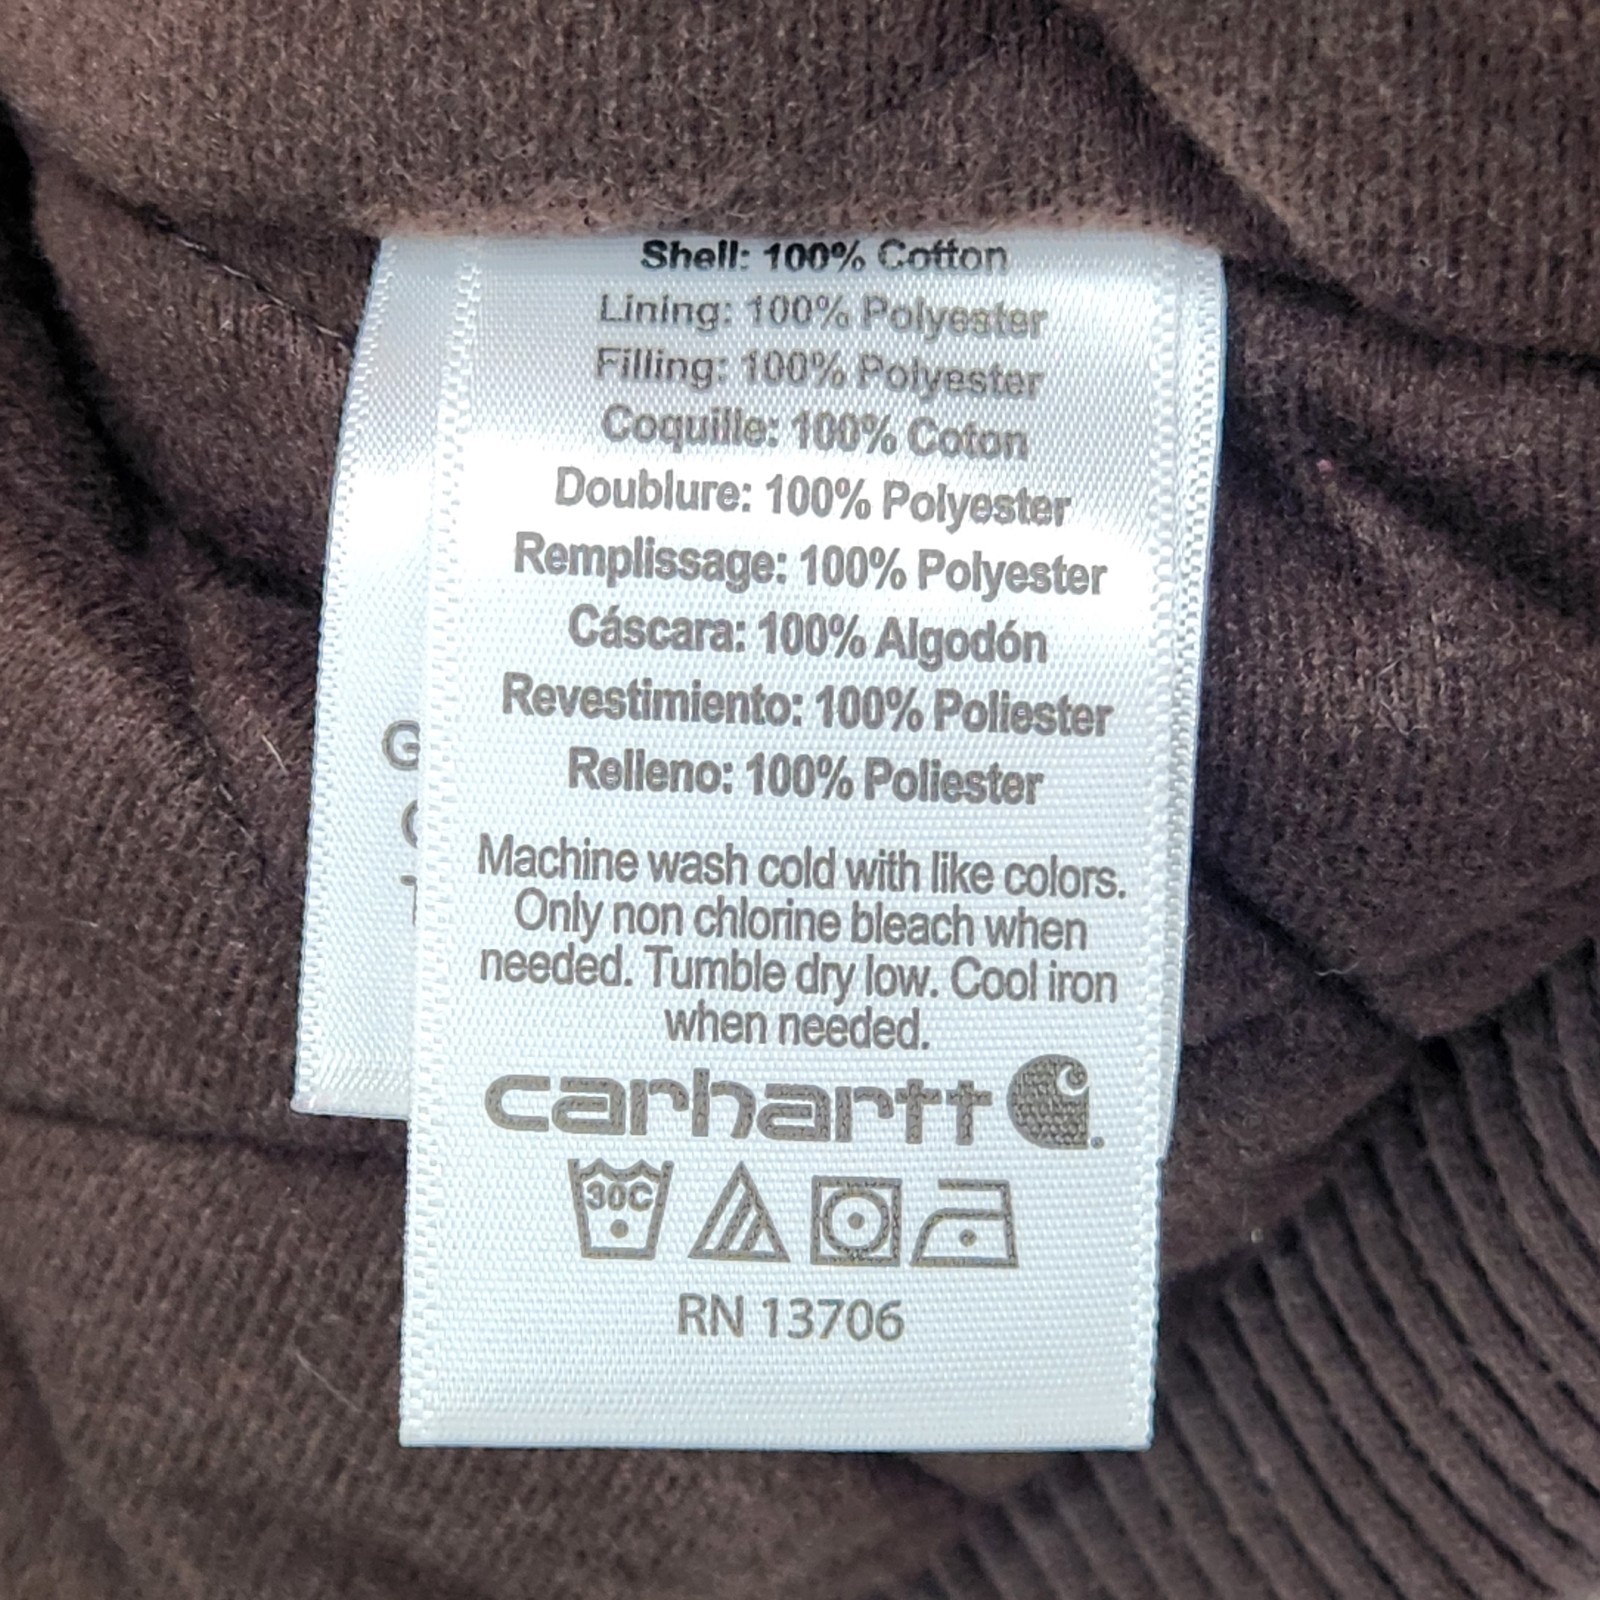 Shell: 100% Cotton
Lining: 100% Polyester
Filling: 100% Polyester
Coquille: 100% Coton
Doublure: 100% Polyester
Remplissage: 100% Polyester
Cáscara: 100% Algodón
Revestimiento: 100% Poliester
Relleno: 100% Poliester
Machine wash cold with like colors.
Only non chlorine bleach when
needed. Tumble dry low. Cool iron
when needed.
carhartt
30C
RN 13706